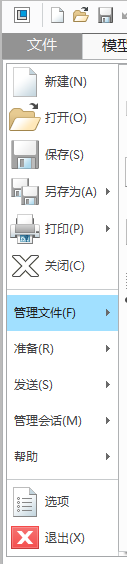 文件 模型
新建(N)
打开(O)
保存(S)
另存为(A)
打印(P)
关闭(C)
管理文件(F)
准备(R)
发送(S)
管理会话(M)
帮助
选项
退出(X)